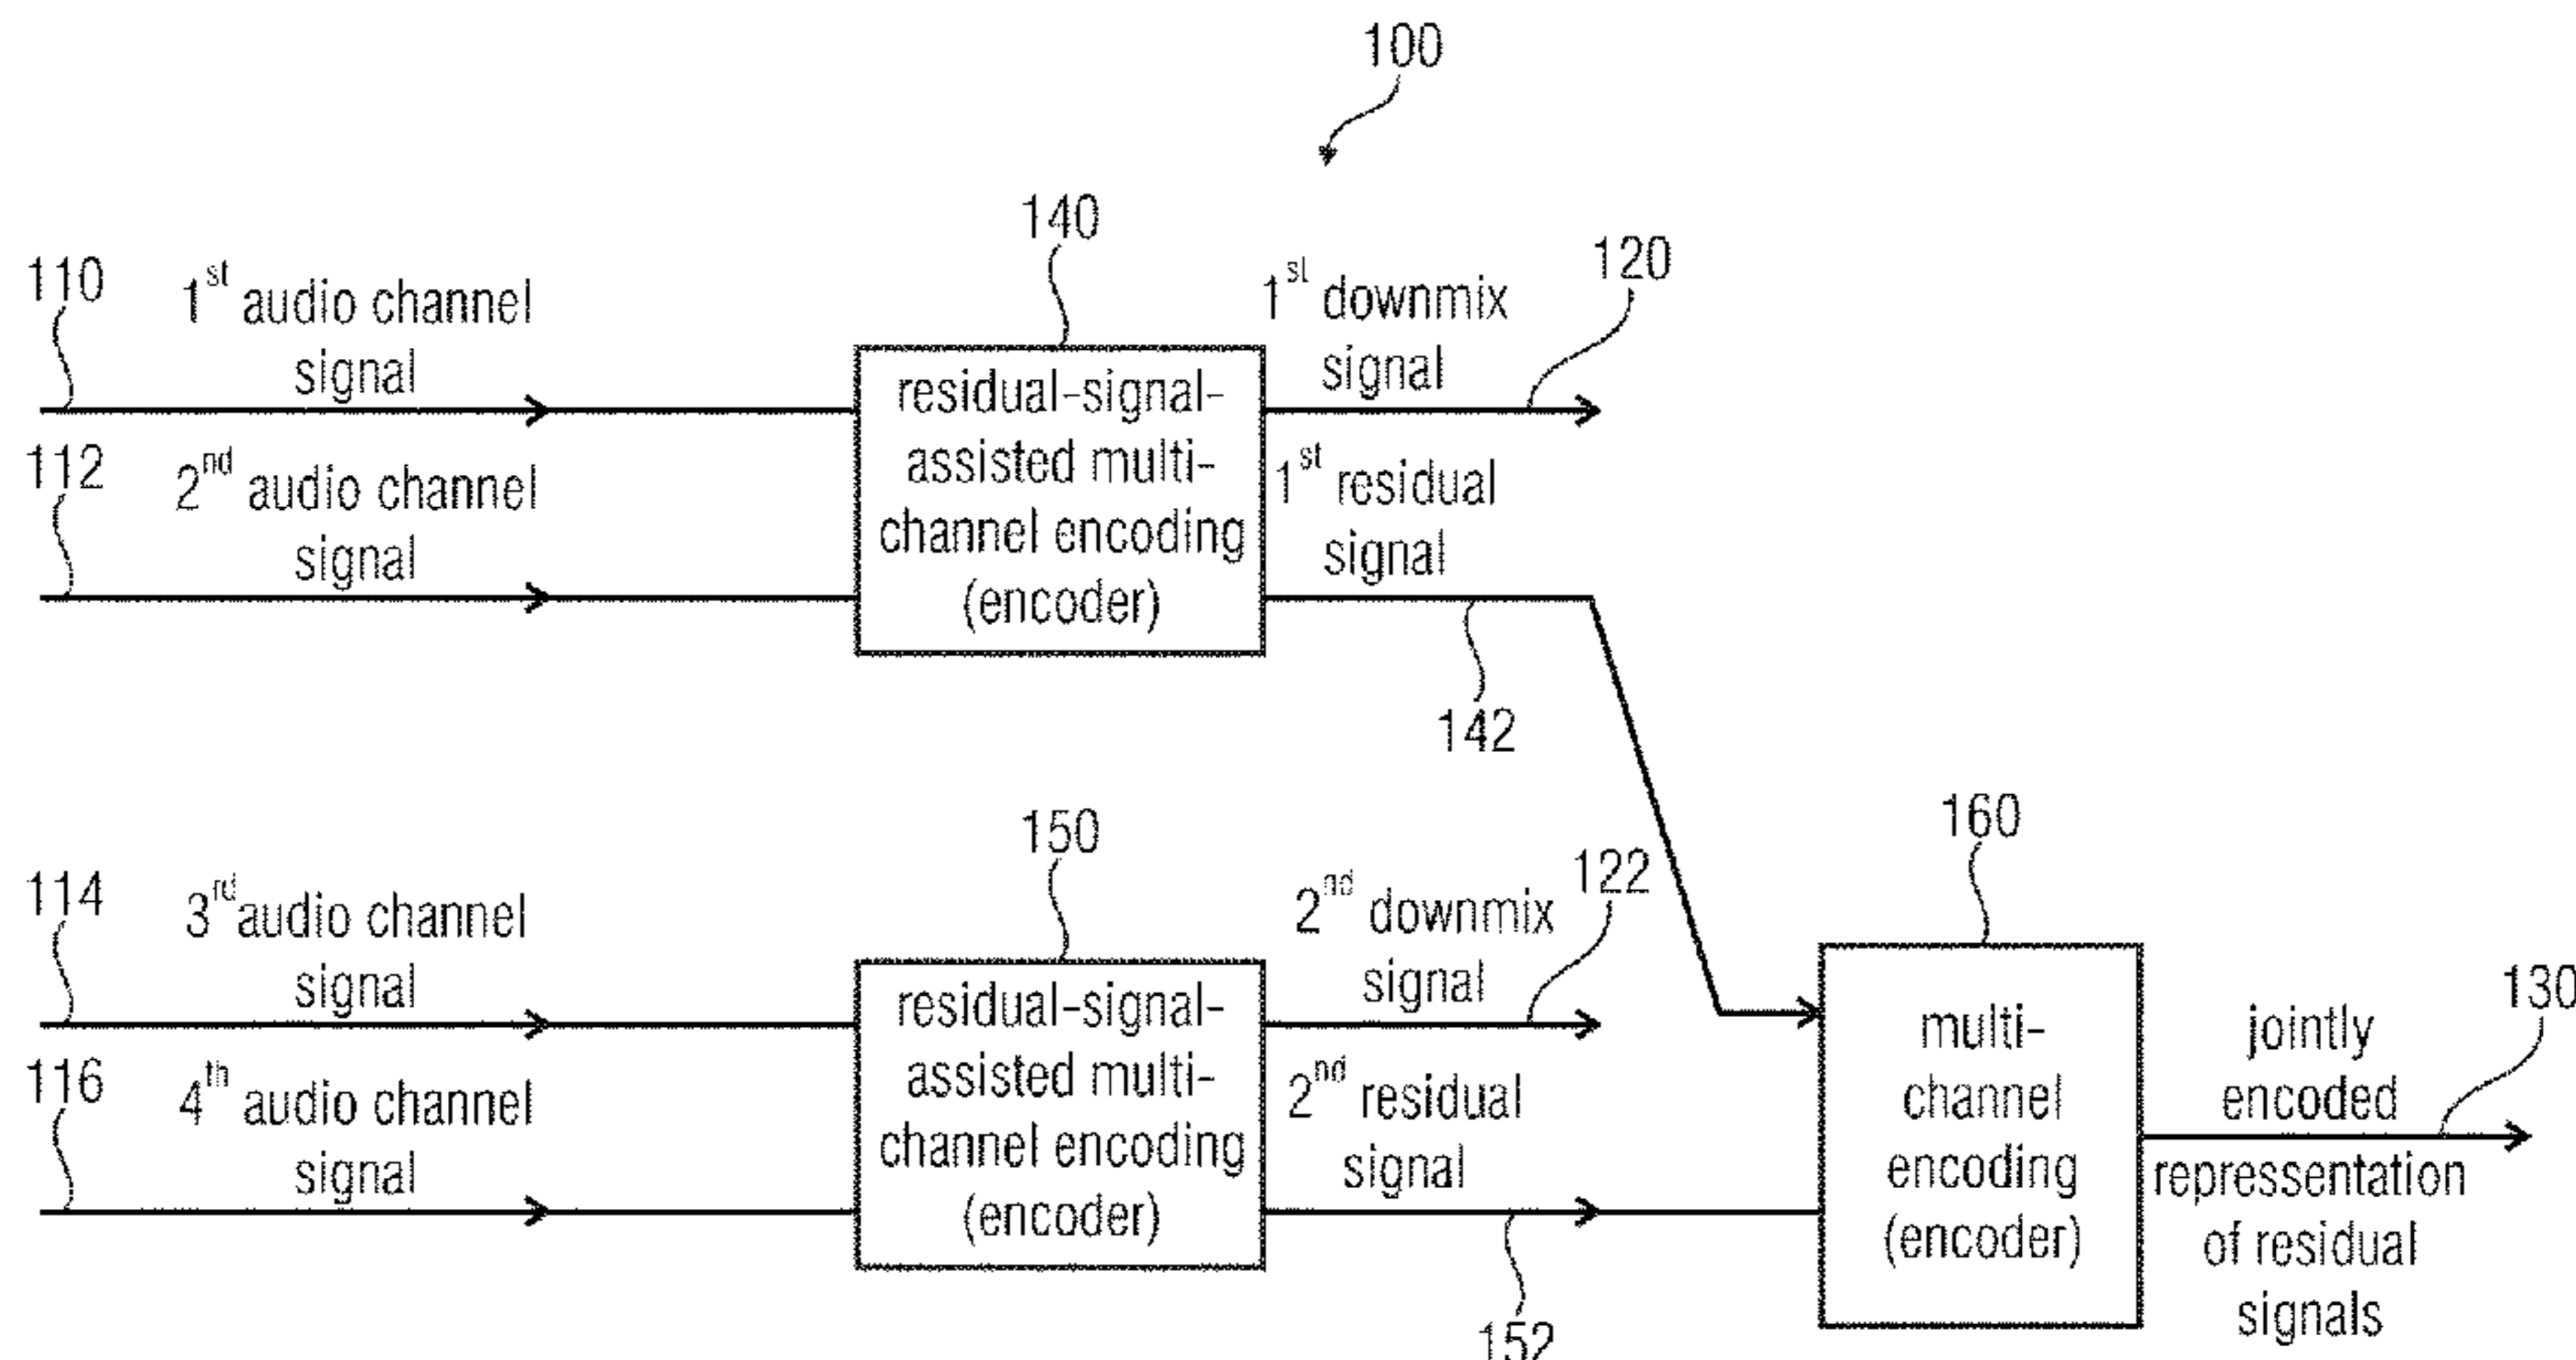 100
140
110
1st audio channel
signal
1st downmix
signal
120
residual-signal-
assisted multi-
channel encoding
(encoder)
112
2nd audio channel
signal
1st residual
signal
142
150
160
114
3rd audio channel
signal
2nd downmix
signal
122
residual-signal-
assisted multi-
channel encoding
(encoder)
116
4th audio channel
signal
2nd residual
signal
152
multi-
channel
encoding
(encoder)
130
jointly
encoded
repressentation
of residual
signals